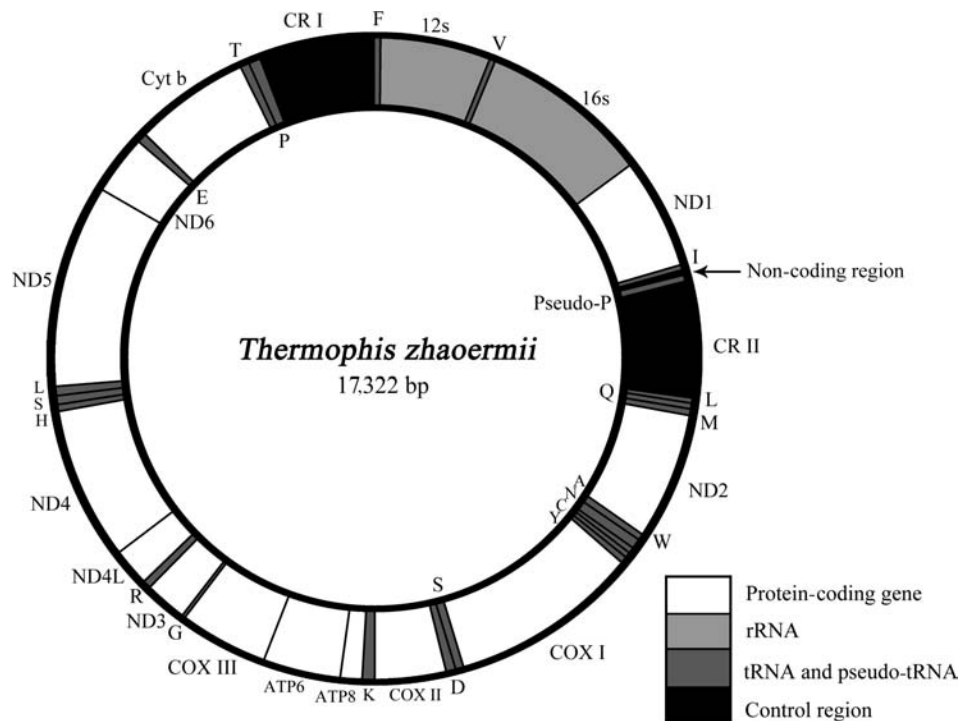 CR I
F
12s
V
16s
ND1
I
Non-coding region
Pseudo-P
CR II
Q
L
M
ND2
A
N
C
Y
W
COX I
S
D
COX II
K
ATP8
ATP6
COX III
G
ND3
R
ND4L
ND4
H
S
L
ND5
ND6
E
Cyt b
T
P
Thermophis zhaoermii
17,322 bp
Protein-coding gene
rRNA
tRNA and pseudo-tRNA
Control region